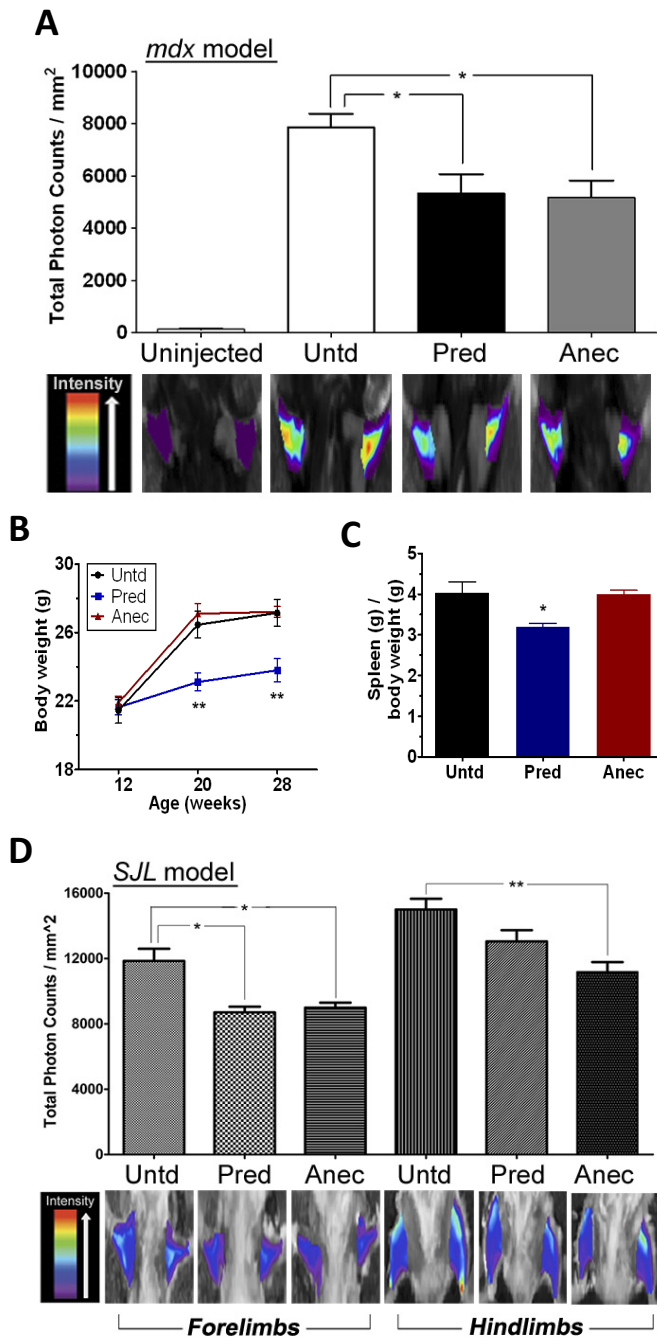 A
mdx model
Total Photon Counts / mm²
10000
8000
6000
4000
2000
0
*
*
Uninjected Untd Pred Anec
Intensity
B
Body weight (g)
30
26
22
18
Untd
Pred
Anec
**
**
12 20 28
Age (weeks)
C
Spleen (g) /
body weight (g)
5
4
3
2
1
0
*
Untd Pred Anec
D
SJL model
Total Photon Counts / mm^2
16000
12000
8000
4000
0
*
*
**
Untd Pred Anec Untd Pred Anec
Intensity
Forelimbs Hindlimbs